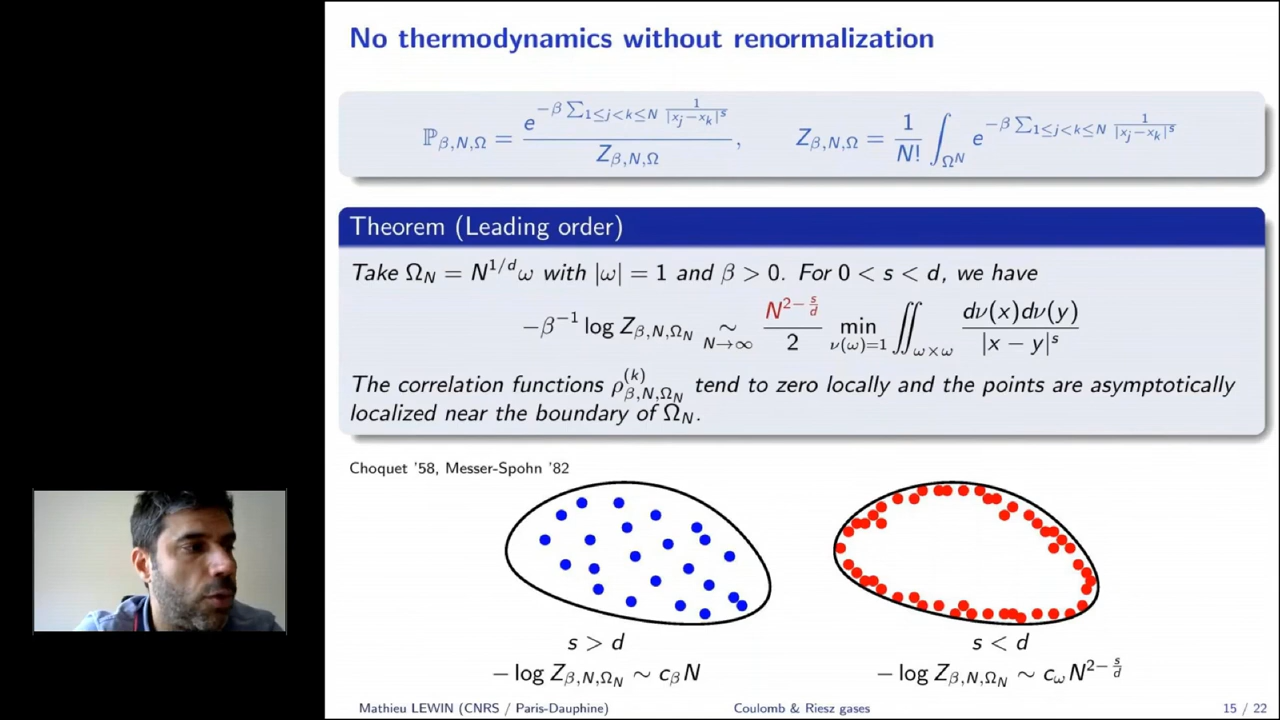 No thermodynamics without renormalization
ℙ_{β,N,Ω} = e^{−β ∑_{1≤j<k≤N} 1/|x_j−x_k|^s} / Z_{β,N,Ω}, Z_{β,N,Ω} = 1/N! ∫_{Ω^N} e^{−β ∑_{1≤j<k≤N} 1/|x_j−x_k|^s}
Theorem (Leading order)
Take Ω_N = N^{1/d}ω with |ω| = 1 and β > 0. For 0 < s < d, we have
−β^{−1} log Z_{β,N,Ω_N} ∼_{N→∞} N^{2−s/d}/2 min_{ν(ω)=1} ∬_{ω×ω} dν(x)dν(y)/|x − y|^s
The correlation functions ρ^{(k)}_{β,N,Ω_N} tend to zero locally and the points are asymptotically
localized near the boundary of Ω_N.
Choquet '58, Messer-Spohn '82
s > d
− log Z_{β,N,Ω_N} ∼ c_β N
s < d
− log Z_{β,N,Ω_N} ∼ c_ω N^{2−s/d}
Mathieu LEWIN (CNRS / Paris-Dauphine) Coulomb & Riesz gases 15 / 22